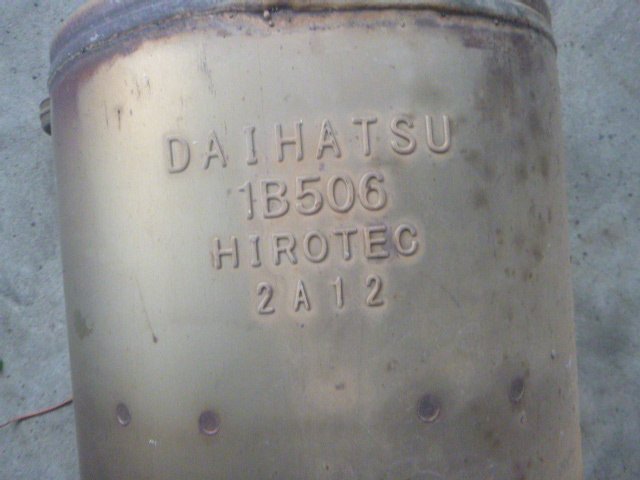 DAIHATSU
1B506
HIROTEC
2A12